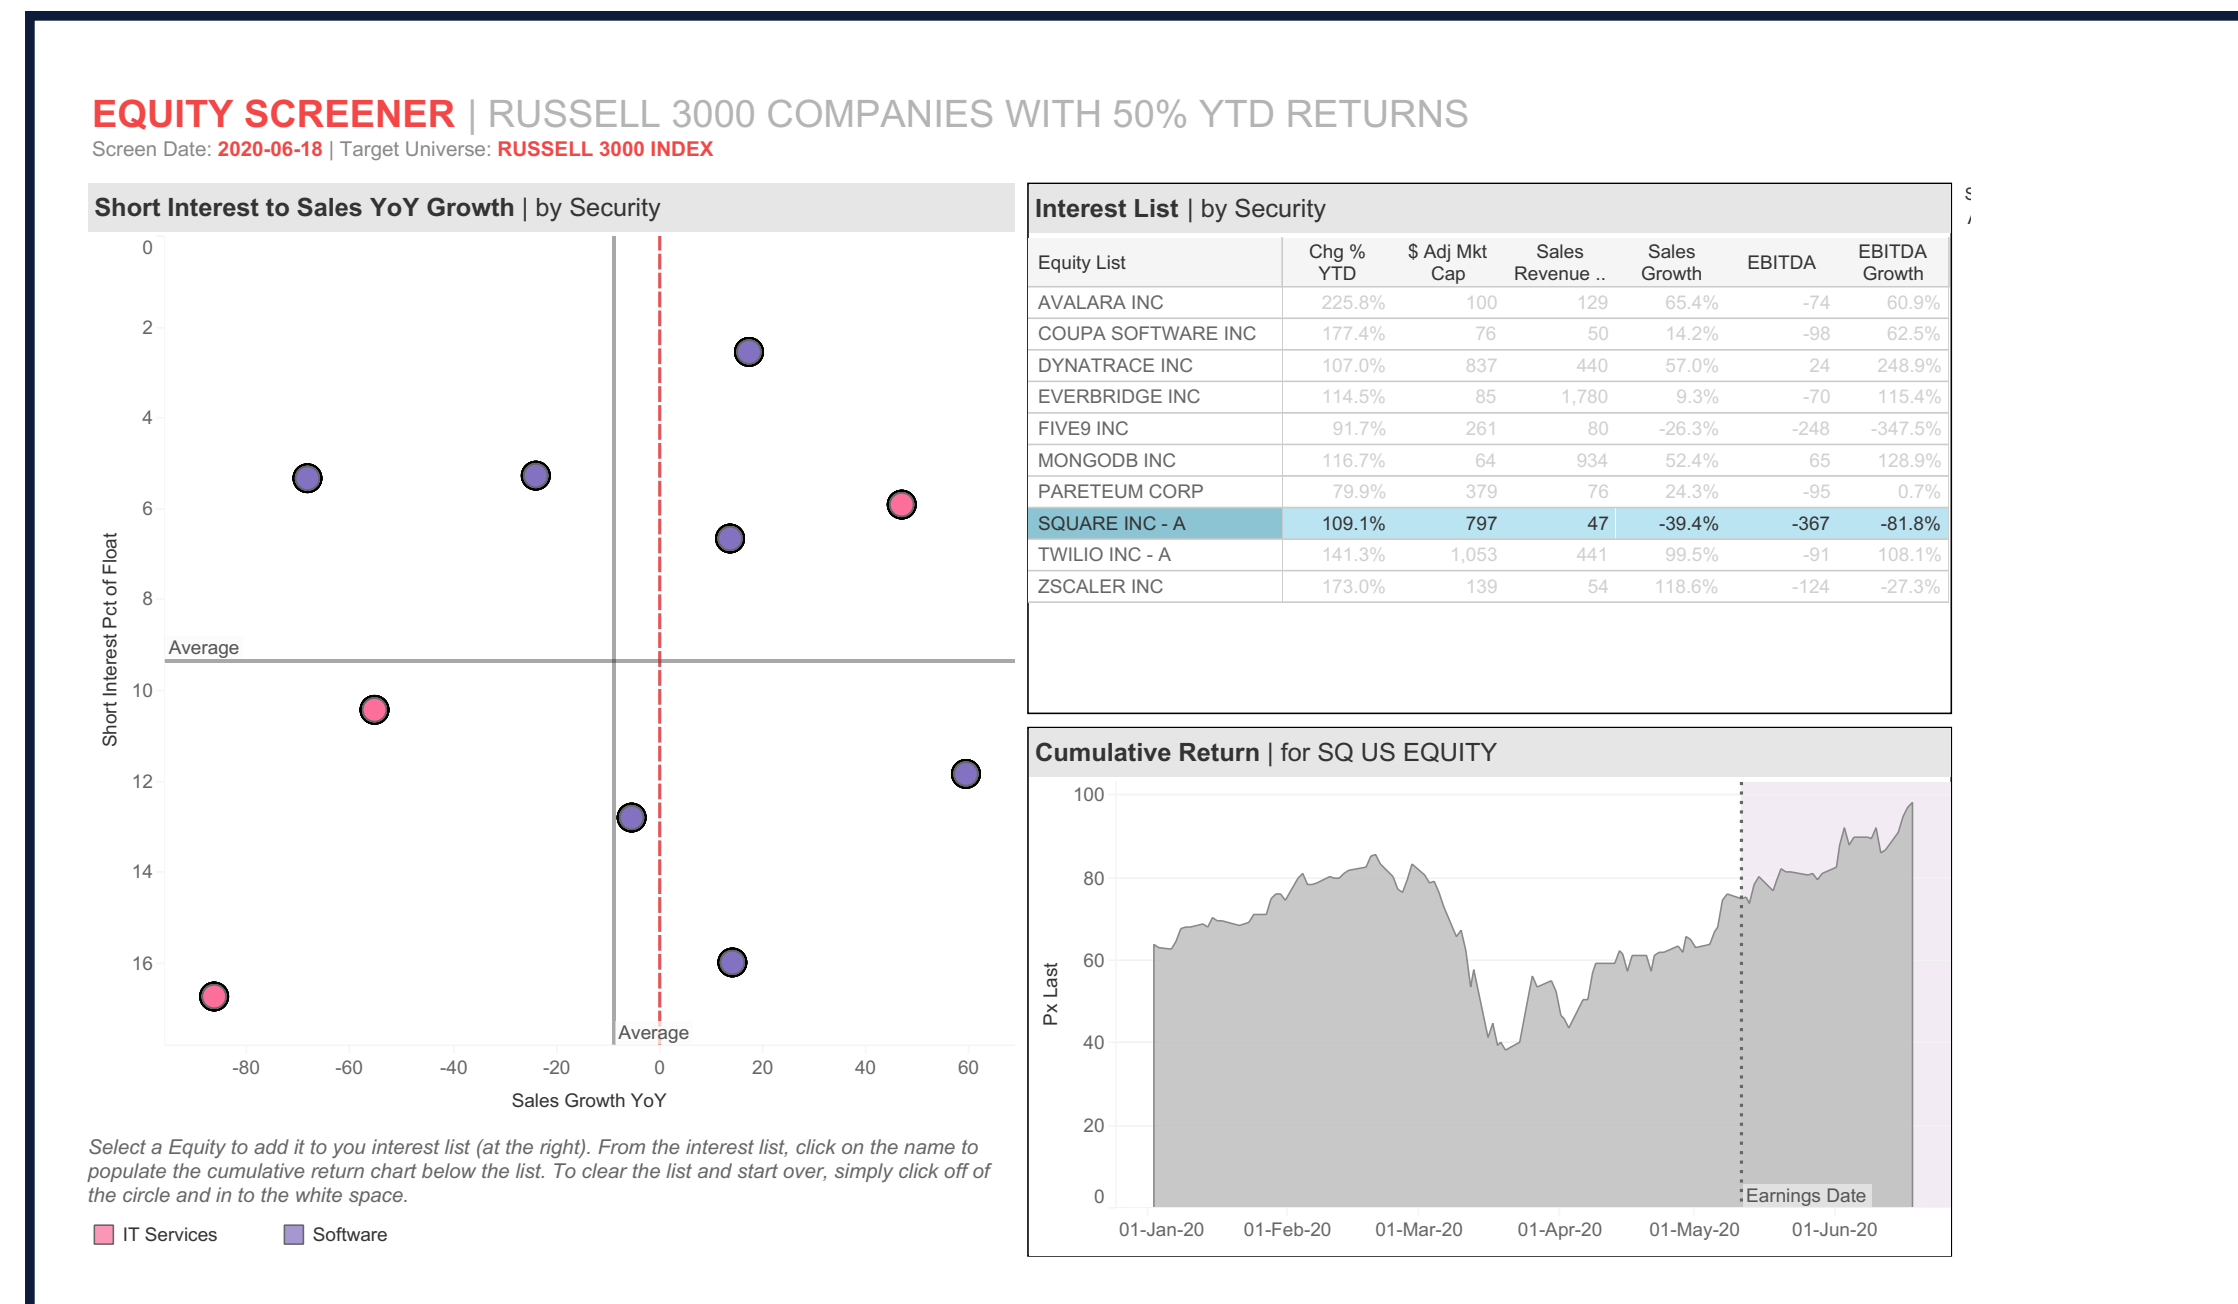 EQUITY SCREENER | RUSSELL 3000 COMPANIES WITH 50% YTD RETURNS
Screen Date: 2020-06-18 | Target Universe: RUSSELL 3000 INDEX
Short Interest to Sales YoY Growth | by Security
0
2
4
6
8
10
12
14
16
Short Interest Pct of Float
Average
Average
-80 -60 -40 -20 0 20 40 60
Sales Growth YoY
Select a Equity to add it to you interest list (at the right). From the interest list, click on the name to
populate the cumulative return chart below the list. To clear the list and start over, simply click off of
the circle and in to the white space.
IT Services Software
Interest List | by Security
Equity List Chg % YTD $ Adj Mkt Cap Sales Revenue .. Sales Growth EBITDA EBITDA Growth
AVALARA INC 225.8% 100 129 65.4% -74 60.9%
COUPA SOFTWARE INC 177.4% 76 50 14.2% -98 62.5%
DYNATRACE INC 107.0% 837 440 57.0% 24 248.9%
EVERBRIDGE INC 114.5% 85 1,780 9.3% -70 115.4%
FIVE9 INC 91.7% 261 80 -26.3% -248 -347.5%
MONGODB INC 116.7% 64 934 52.4% 65 128.9%
PARETEUM CORP 79.9% 379 76 24.3% -95 0.7%
SQUARE INC - A 109.1% 797 47 -39.4% -367 -81.8%
TWILIO INC - A 141.3% 1,053 441 99.5% -91 108.1%
ZSCALER INC 173.0% 139 54 118.6% -124 -27.3%
Cumulative Return | for SQ US EQUITY
100
80
60
40
20
0
Px Last
Earnings Date
01-Jan-20 01-Feb-20 01-Mar-20 01-Apr-20 01-May-20 01-Jun-20